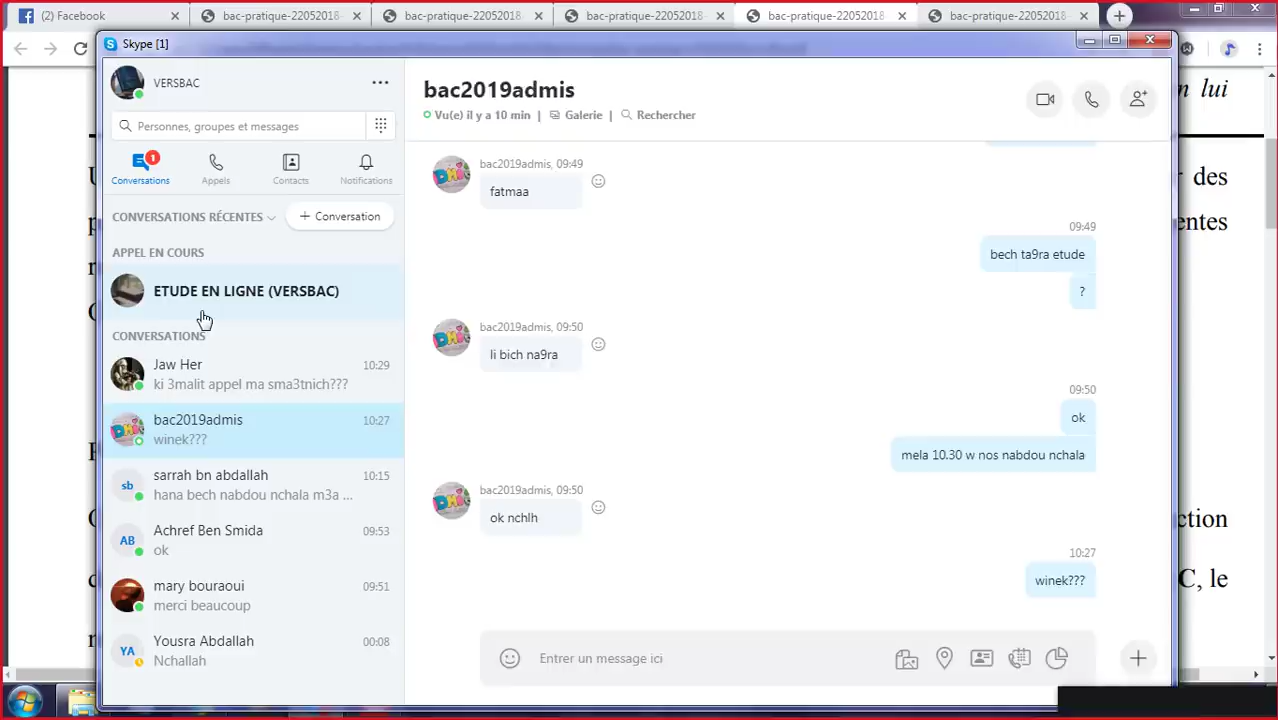 (2) Facebook
bac-pratique-22052018-
bac-pratique-22052018-
bac-pratique-22052018-
bac-pratique-22052018-
bac-pratique-22052018-
Skype [1]
VERSBAC
Personnes, groupes et messages
1
Conversations
Appels
Contacts
Notifications
CONVERSATIONS RÉCENTES
+ Conversation
APPEL EN COURS
ETUDE EN LIGNE (VERSBAC)
CONVERSATIONS
Jaw Her
10:29
ki 3malit appel ma sma3tnich???
bac2019admis
10:27
winek???
sb
sarrah bn abdallah
10:15
hana bech nabdou nchala m3a ...
AB
Achref Ben Smida
09:53
ok
mary bouraoui
09:51
merci beaucoup
YA
Yousra Abdallah
00:08
Nchallah
bac2019admis
Vu(e) il y a 10 min | Galerie | Rechercher
bac2019admis, 09:49
fatmaa
09:49
bech ta9ra etude
?
bac2019admis, 09:50
li bich na9ra
09:50
ok
mela 10.30 w nos nabdou nchala
bac2019admis, 09:50
ok nchlh
10:27
winek???
Entrer un message ici
lui
des
entes
ction
C, le